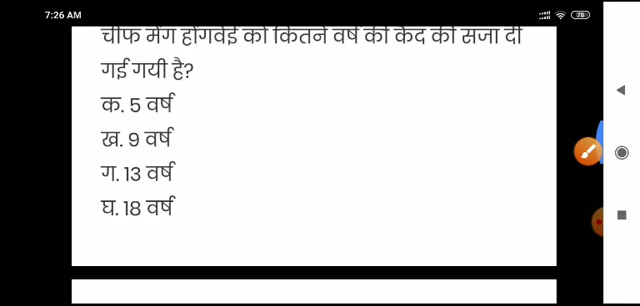 7:26 AM
78
चीफ मेंग होंगवेई को कितने वर्ष की केद की सजा दी
गई गयी है?
क. 5 वर्ष
ख. 9 वर्ष
ग. 13 वर्ष
घ. 18 वर्ष